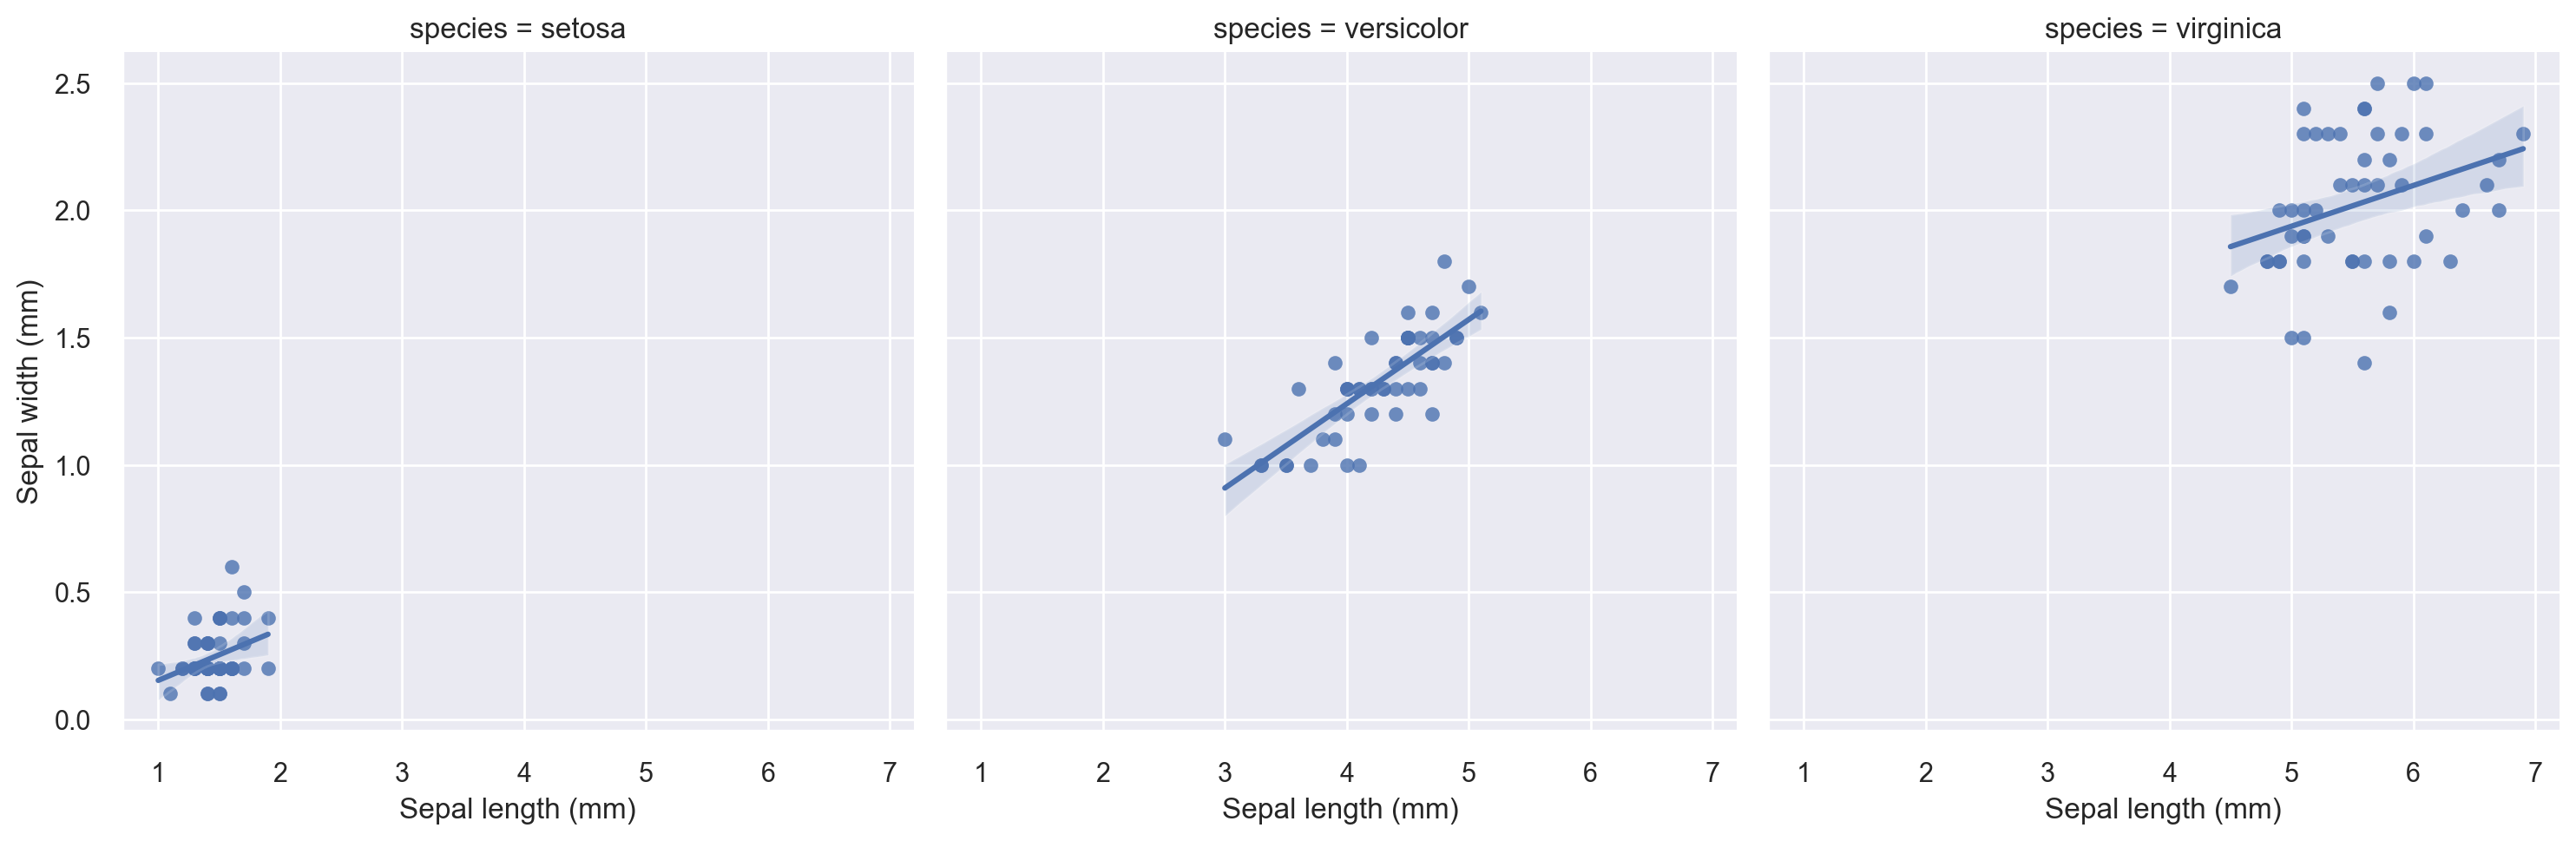 species = setosa
species = versicolor
species = virginica
Sepal width (mm)
2.5
2.0
1.5
1.0
0.5
0.0
1 2 3 4 5 6 7
1 2 3 4 5 6 7
1 2 3 4 5 6 7
Sepal length (mm)
Sepal length (mm)
Sepal length (mm)